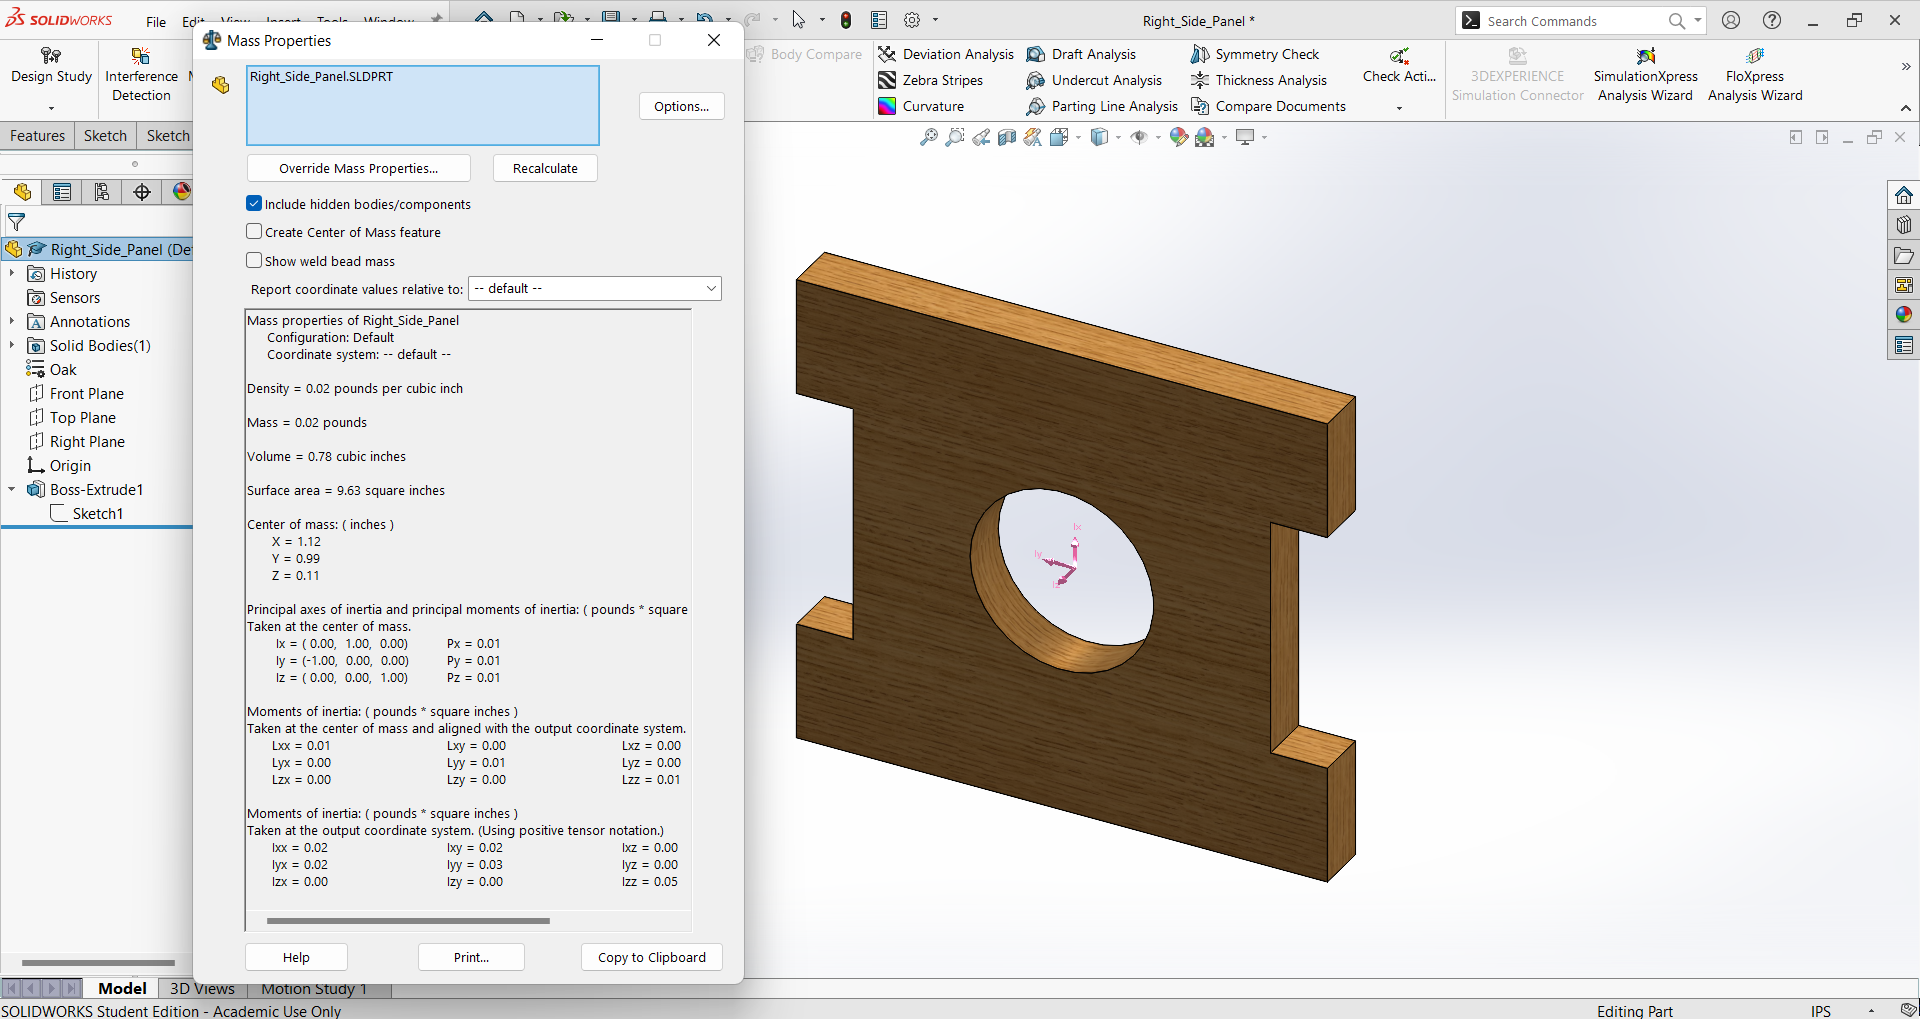 SOLIDWORKS
File
Edit
View
Insert
Tools
Window
Right_Side_Panel *
Search Commands
Design Study
Interference Detection
Body Compare
Deviation Analysis
Zebra Stripes
Curvature
Draft Analysis
Undercut Analysis
Parting Line Analysis
Symmetry Check
Thickness Analysis
Compare Documents
Check Acti...
3DEXPERIENCE
Simulation Connector
SimulationXpress
Analysis Wizard
FloXpress
Analysis Wizard
Features
Sketch
Sketch
Right_Side_Panel (De
History
Sensors
Annotations
Solid Bodies(1)
Oak
Front Plane
Top Plane
Right Plane
Origin
Boss-Extrude1
Sketch1
Mass Properties
Right_Side_Panel.SLDPRT
Options...
Override Mass Properties...
Recalculate
Include hidden bodies/components
Create Center of Mass feature
Show weld bead mass
Report coordinate values relative to:
-- default --
Mass properties of Right_Side_Panel
Configuration: Default
Coordinate system: -- default --
Density = 0.02 pounds per cubic inch
Mass = 0.02 pounds
Volume = 0.78 cubic inches
Surface area = 9.63 square inches
Center of mass: ( inches )
X = 1.12
Y = 0.99
Z = 0.11
Principal axes of inertia and principal moments of inertia: ( pounds * square
Taken at the center of mass.
Ix = ( 0.00, 1.00, 0.00) Px = 0.01
Iy = (-1.00, 0.00, 0.00) Py = 0.01
Iz = ( 0.00, 0.00, 1.00) Pz = 0.01
Moments of inertia: ( pounds * square inches )
Taken at the center of mass and aligned with the output coordinate system.
Lxx = 0.01 Lxy = 0.00 Lxz = 0.00
Lyx = 0.00 Lyy = 0.01 Lyz = 0.00
Lzx = 0.00 Lzy = 0.00 Lzz = 0.01
Moments of inertia: ( pounds * square inches )
Taken at the output coordinate system. (Using positive tensor notation.)
Ixx = 0.02 Ixy = 0.02 Ixz = 0.00
Iyx = 0.02 Iyy = 0.03 Iyz = 0.00
Izx = 0.00 Izy = 0.00 Izz = 0.05
Help
Print...
Copy to Clipboard
Ix
Iy
Iz
Model
3D Views
Motion Study 1
SOLIDWORKS Student Edition - Academic Use Only
Editing Part
IPS